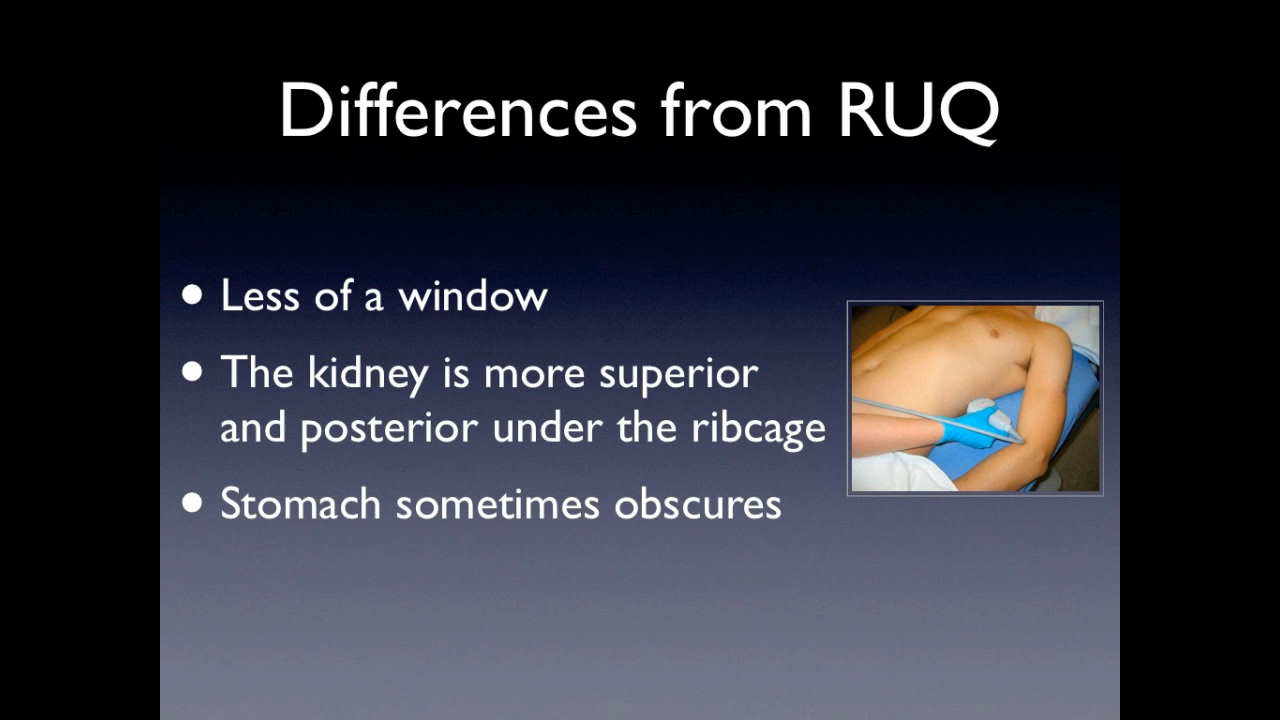 Differences from RUQ
• Less of a window
• The kidney is more superior
and posterior under the ribcage
• Stomach sometimes obscures